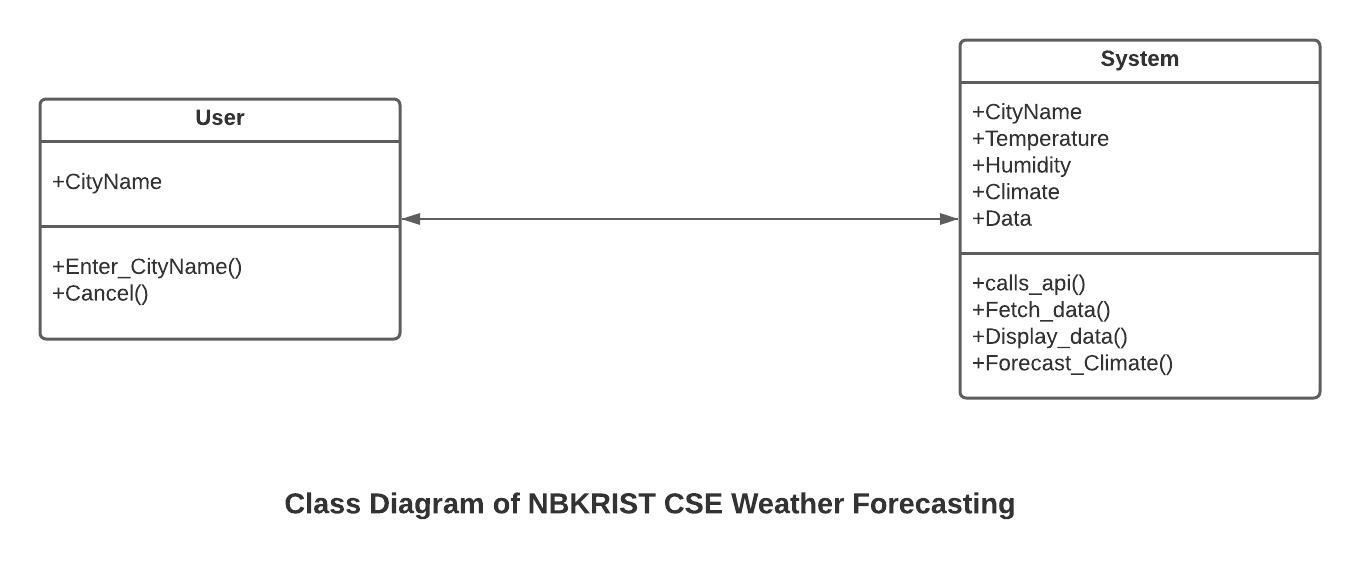 User
+CityName
+Enter_CityName()
+Cancel()
System
+CityName
+Temperature
+Humidity
+Climate
+Data
+calls_api()
+Fetch_data()
+Display_data()
+Forecast_Climate()
Class Diagram of NBKRIST CSE Weather Forecasting